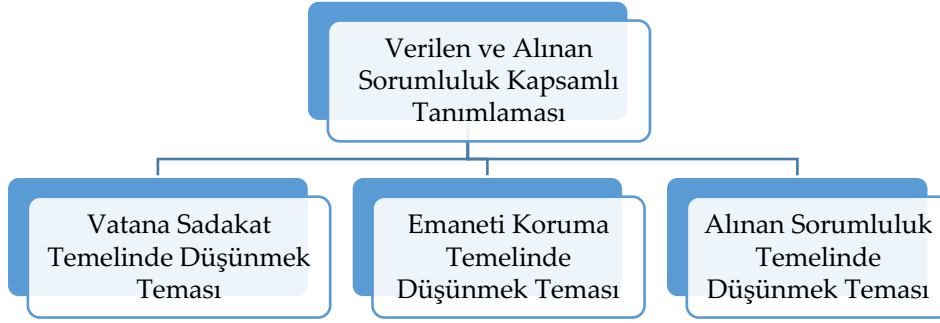 Verilen ve Alınan
Sorumluluk Kapsamlı
Tanımlaması
Vatana Sadakat
Temelinde Düşünmek
Teması
Emaneti Koruma
Temelinde
Düşünmek Teması
Alınan Sorumluluk
Temelinde
Düşünmek Teması